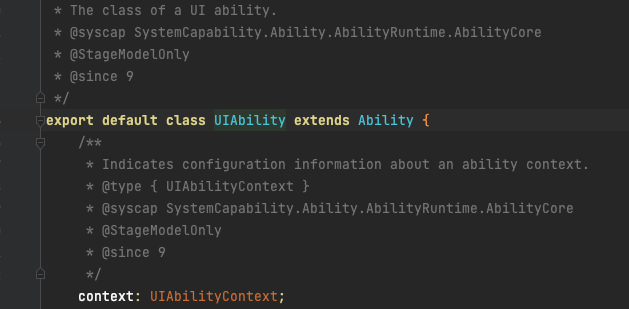 * The class of a UI ability.
* @syscap SystemCapability.Ability.AbilityRuntime.AbilityCore
* @StageModelOnly
* @since 9
*/
export default class UIAbility extends Ability {
/**
* Indicates configuration information about an ability context.
* @type { UIAbilityContext }
* @syscap SystemCapability.Ability.AbilityRuntime.AbilityCore
* @StageModelOnly
* @since 9
*/
context: UIAbilityContext;